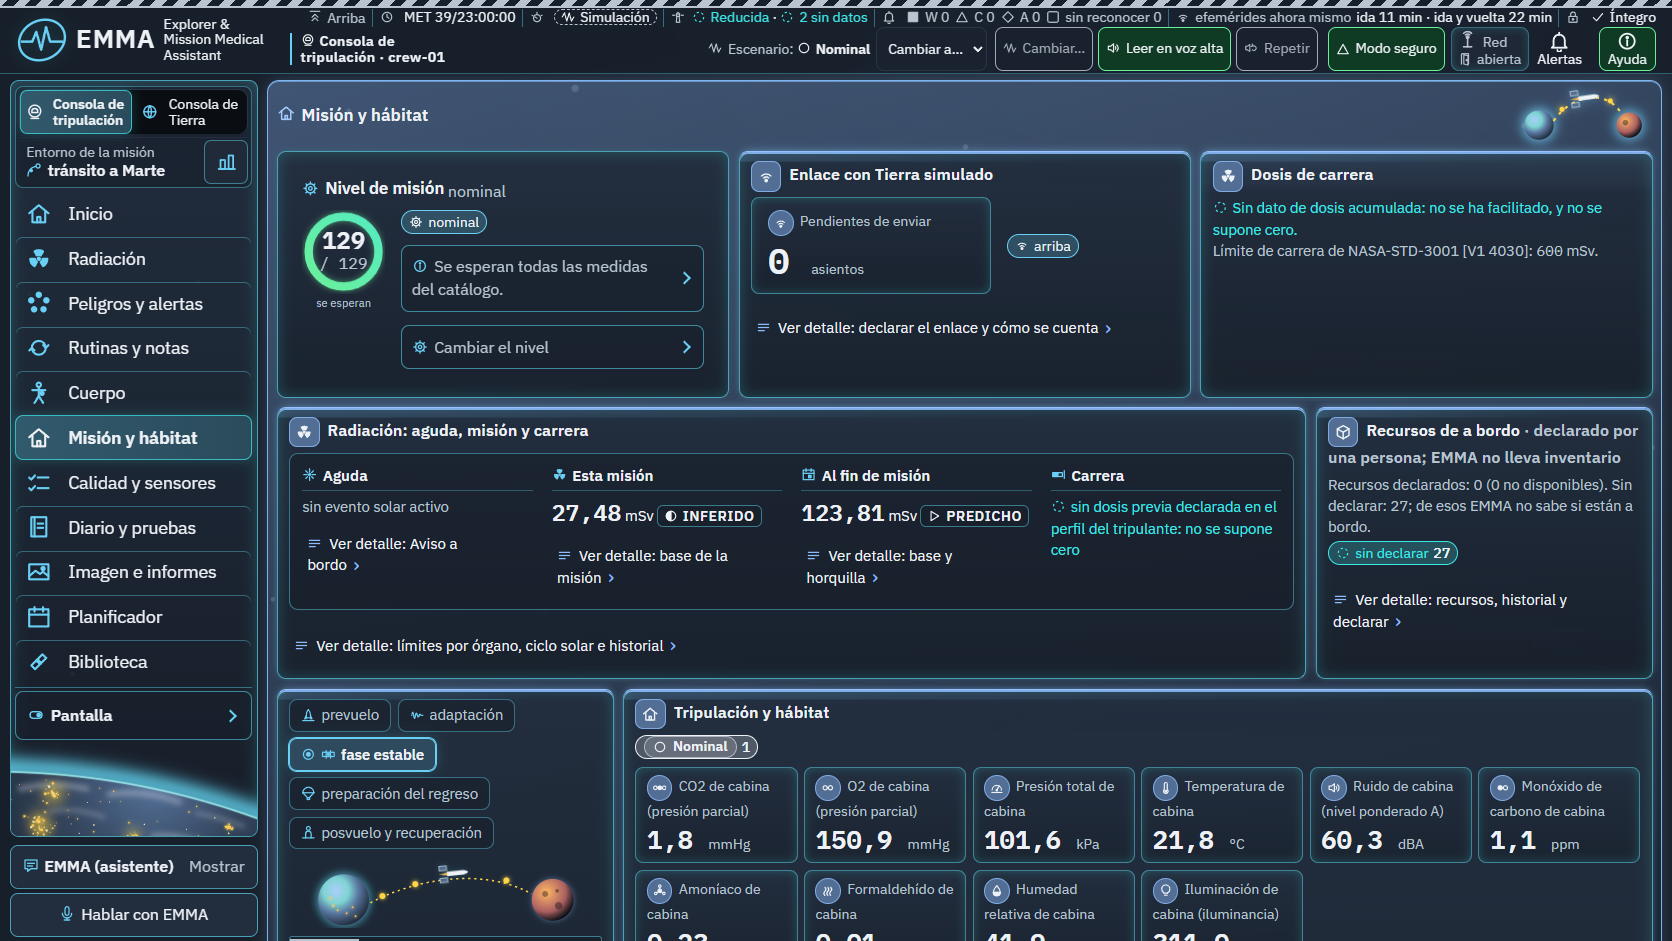 Arriba
MET 39/23:00:00
Simulación
Reducida · 2 sin datos
W 0 C 0 A 0 sin reconocer 0
efemérides ahora mismo ida 11 min · ida y vuelta 22 min
Íntegro
EMMA
Explorer &
Mission Medical
Assistant
Consola de
tripulación · crew-01
Escenario: Nominal
Cambiar a...
Cambiar...
Leer en voz alta
Repetir
Modo seguro
Red
abierta
Alertas
Ayuda
Consola de
tripulación
Consola de
Tierra
Entorno de la misión
tránsito a Marte
Inicio
Radiación
Peligros y alertas
Rutinas y notas
Cuerpo
Misión y hábitat
Calidad y sensores
Diario y pruebas
Imagen e informes
Planificador
Biblioteca
Pantalla
EMMA (asistente) Mostrar
Hablar con EMMA
Misión y hábitat
Nivel de misión nominal
129
/ 129
se esperan
nominal
Se esperan todas las medidas
del catálogo.
Cambiar el nivel
Enlace con Tierra simulado
Pendientes de enviar
0 asientos
arriba
Ver detalle: declarar el enlace y cómo se cuenta
Dosis de carrera
Sin dato de dosis acumulada: no se ha facilitado, y no se
supone cero.
Límite de carrera de NASA-STD-3001 [V1 4030]: 600 mSv.
Radiación: aguda, misión y carrera
Aguda
sin evento solar activo
Ver detalle: Aviso a
bordo
Esta misión
27,48 mSv INFERIDO
Ver detalle: base de la
misión
Al fin de misión
123,81 mSv PREDICHO
Ver detalle: base y
horquilla
Carrera
sin dosis previa declarada en el
perfil del tripulante: no se supone
cero
Ver detalle: límites por órgano, ciclo solar e historial
Recursos de a bordo · declarado por
una persona; EMMA no lleva inventario
Recursos declarados: 0 (0 no disponibles). Sin
declarar: 27; de esos EMMA no sabe si están a
bordo.
sin declarar 27
Ver detalle: recursos, historial y
declarar
prevuelo
adaptación
fase estable
preparación del regreso
posvuelo y recuperación
Tripulación y hábitat
Nominal 1
CO2 de cabina
(presión parcial)
1,8 mmHg
O2 de cabina
(presión parcial)
150,9 mmHg
Presión total de
cabina
101,6 kPa
Temperatura de
cabina
21,8 °C
Ruido de cabina
(nivel ponderado A)
60,3 dBA
Monóxido de
carbono de cabina
1,1 ppm
Amoníaco de
cabina
Formaldehído de
cabina
Humedad
relativa de cabina
Iluminación de
cabina (iluminancia)